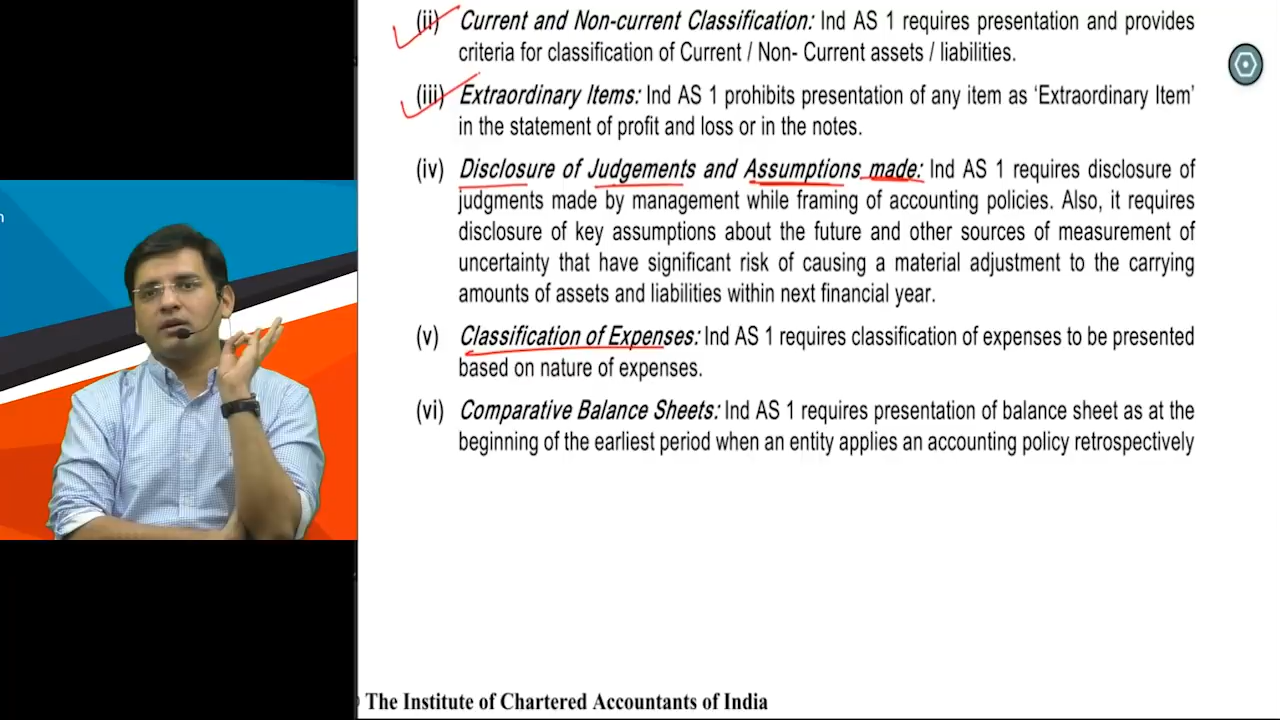 (ii) Current and Non-current Classification: Ind AS 1 requires presentation and provides
criteria for classification of Current / Non- Current assets / liabilities.
(iii) Extraordinary Items: Ind AS 1 prohibits presentation of any item as ‘Extraordinary Item’
in the statement of profit and loss or in the notes.
(iv) Disclosure of Judgements and Assumptions made: Ind AS 1 requires disclosure of
judgments made by management while framing of accounting policies. Also, it requires
disclosure of key assumptions about the future and other sources of measurement of
uncertainty that have significant risk of causing a material adjustment to the carrying
amounts of assets and liabilities within next financial year.
(v) Classification of Expenses: Ind AS 1 requires classification of expenses to be presented
based on nature of expenses.
(vi) Comparative Balance Sheets: Ind AS 1 requires presentation of balance sheet as at the
beginning of the earliest period when an entity applies an accounting policy retrospectively
The Institute of Chartered Accountants of India